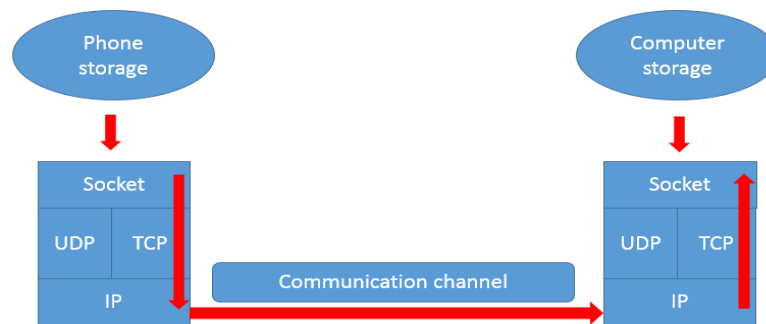 Phone
storage
Computer
storage
Socket
Socket
UDP
TCP
UDP
TCP
Communication channel
IP
IP